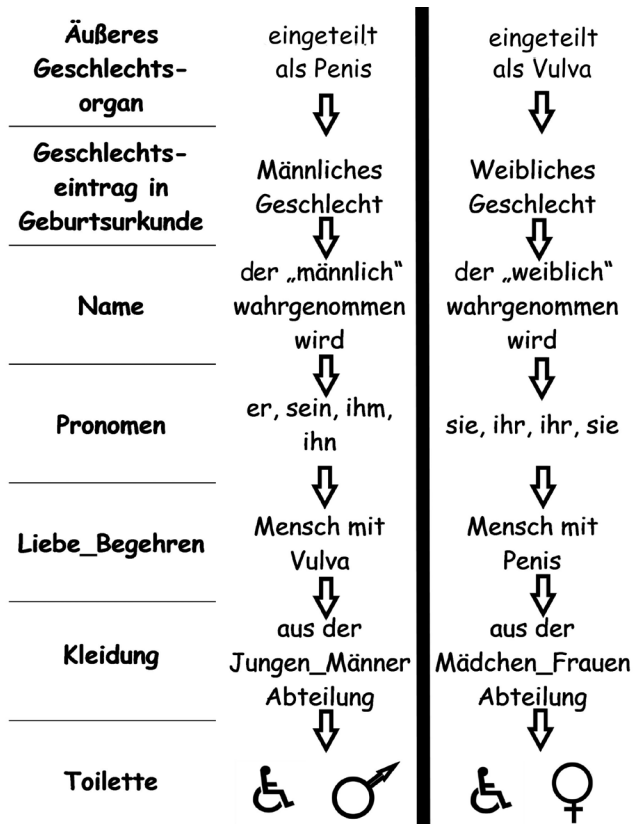 Äußeres
Geschlechts-
organ
eingeteilt
als Penis
eingeteilt
als Vulva
Geschlechts-
eintrag in
Geburtsurkunde
Männliches
Geschlecht
Weibliches
Geschlecht
Name
der „männlich“
wahrgenommen
wird
der „weiblich“
wahrgenommen
wird
Pronomen
er, sein, ihm,
ihn
sie, ihr, ihr, sie
Liebe_Begehren
Mensch mit
Vulva
Mensch mit
Penis
Kleidung
aus der
Jungen_Männer
Abteilung
aus der
Mädchen_Frauen
Abteilung
Toilette